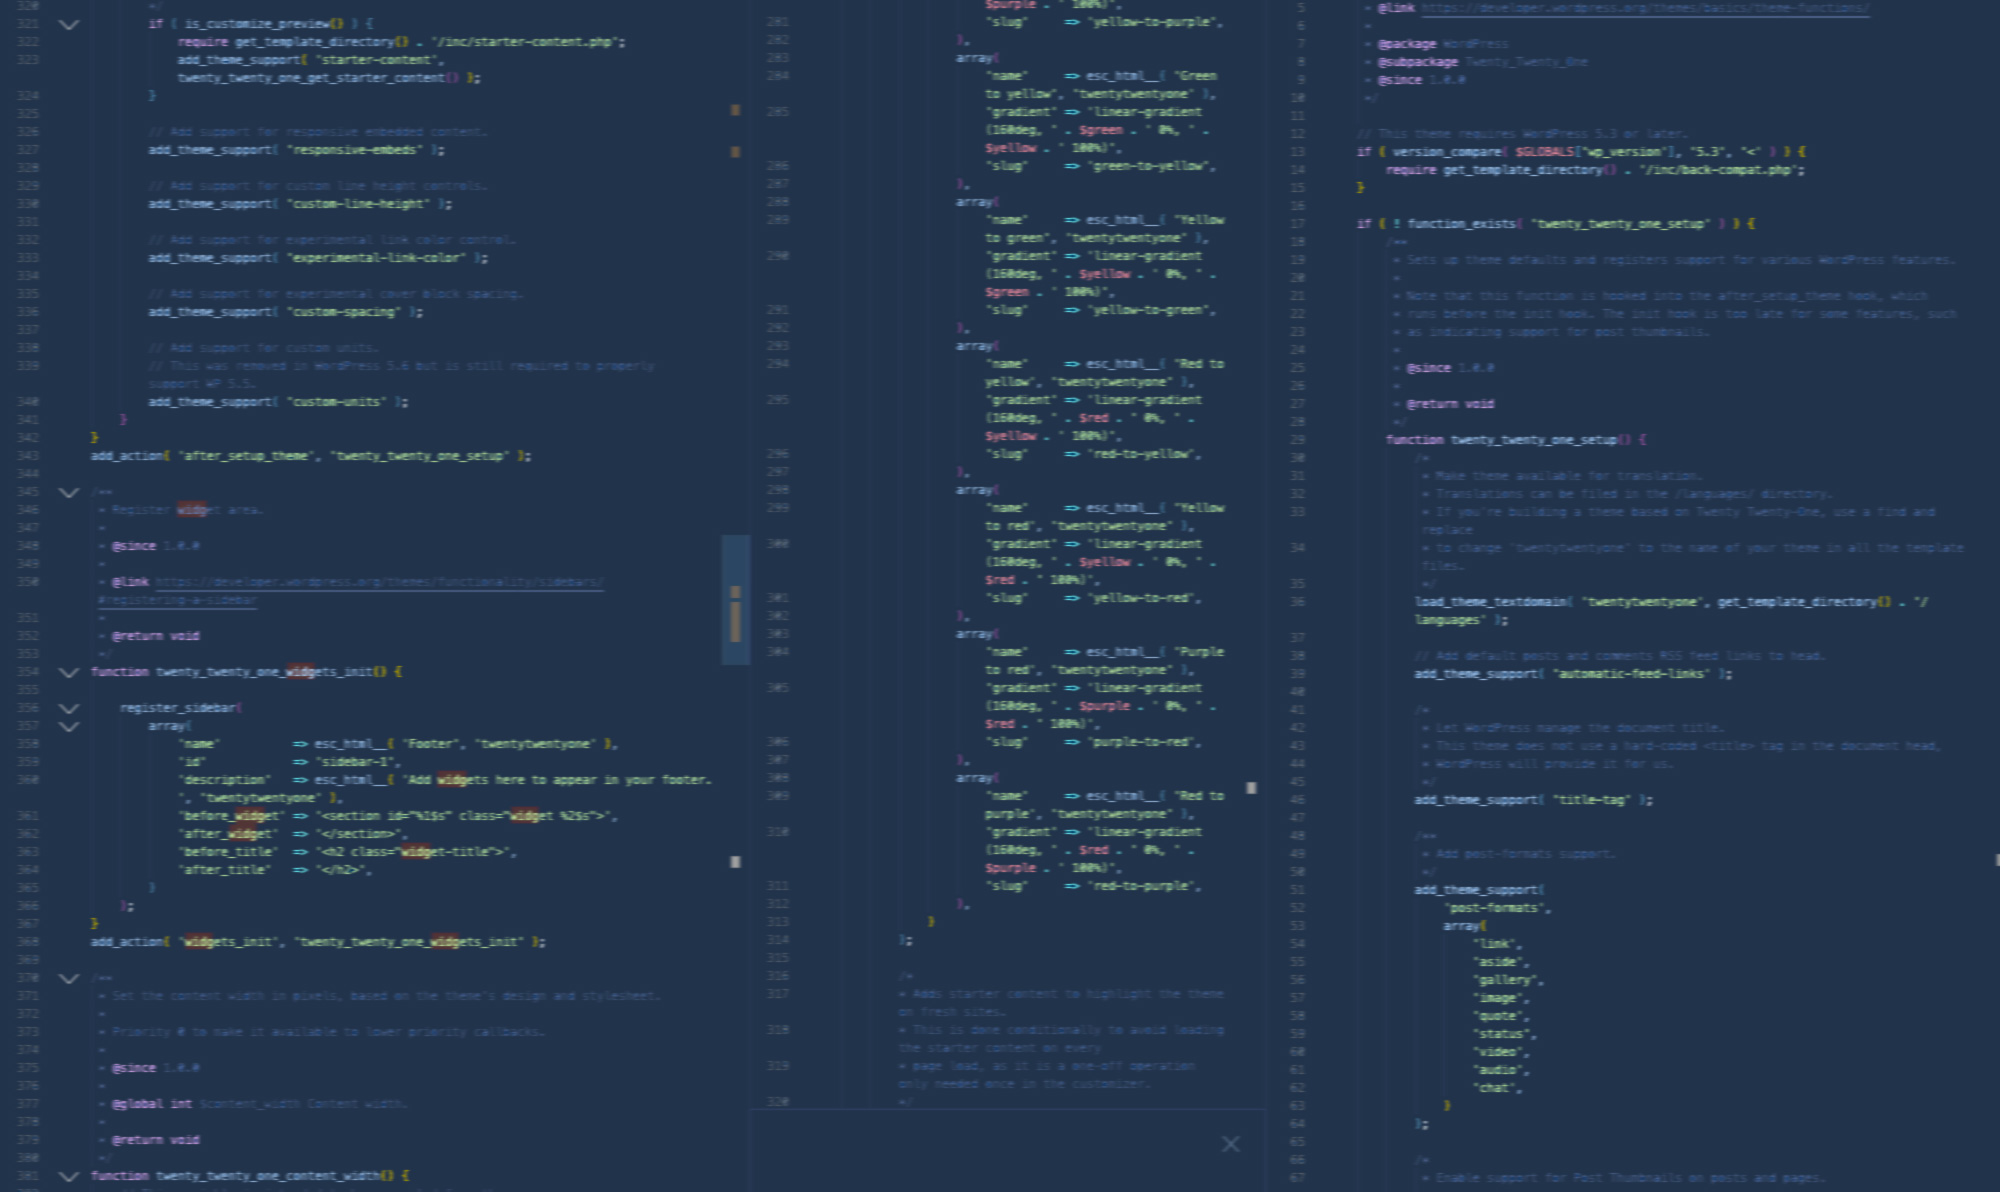 320 */
321 if ( is_customize_preview() ) {
322 require get_template_directory() . "/inc/starter-content.php";
323 add_theme_support( "starter-content",
twenty_twenty_one_get_starter_content() );
324 }
325
326 // Add support for responsive embedded content.
327 add_theme_support( "responsive-embeds" );
328
329 // Add support for custom line height controls.
330 add_theme_support( "custom-line-height" );
331
332 // Add support for experimental link color control.
333 add_theme_support( "experimental-link-color" );
334
335 // Add support for experimental cover block spacing.
336 add_theme_support( "custom-spacing" );
337
338 // Add support for custom units.
339 // This was removed in WordPress 5.6 but is still required to properly
support WP 5.5.
340 add_theme_support( "custom-units" );
341 }
342 }
343 add_action( "after_setup_theme", "twenty_twenty_one_setup" );
344
345 /**
346 * Register widget area.
347 *
348 * @since 1.0.0
349 *
350 * @link https://developer.wordpress.org/themes/functionality/sidebars/
#registering-a-sidebar
351 *
352 * @return void
353 */
354 function twenty_twenty_one_widgets_init() {
355
356 register_sidebar(
357 array(
358 "name" => esc_html__( "Footer", "twentytwentyone" ),
359 "id" => "sidebar-1",
360 "description" => esc_html__( "Add widgets here to appear in your footer.
", "twentytwentyone" ),
361 "before_widget" => "<section id="%1$s" class="widget %2$s">",
362 "after_widget" => "</section>",
363 "before_title" => "<h2 class="widget-title">",
364 "after_title" => "</h2>",
365 )
366 );
367 }
368 add_action( "widgets_init", "twenty_twenty_one_widgets_init" );
369
370 /**
371 * Set the content width in pixels, based on the theme's design and stylesheet.
372 *
373 * Priority 0 to make it available to lower priority callbacks.
374 *
375 * @since 1.0.0
376 *
377 * @global int $content_width Content width.
378 *
379 * @return void
380 */
381 function twenty_twenty_one_content_width() {
$purple . " 100%)",
281 "slug" => "yellow-to-purple",
282 ),
283 array(
284 "name" => esc_html__( "Green
to yellow", "twentytwentyone" ),
285 "gradient" => "linear-gradient
(160deg, " . $green . " 0%, " .
$yellow . " 100%)",
286 "slug" => "green-to-yellow",
287 ),
288 array(
289 "name" => esc_html__( "Yellow
to green", "twentytwentyone" ),
290 "gradient" => "linear-gradient
(160deg, " . $yellow . " 0%, " .
$green . " 100%)",
291 "slug" => "yellow-to-green",
292 ),
293 array(
294 "name" => esc_html__( "Red to
yellow", "twentytwentyone" ),
295 "gradient" => "linear-gradient
(160deg, " . $red . " 0%, " .
$yellow . " 100%)",
296 "slug" => "red-to-yellow",
297 ),
298 array(
299 "name" => esc_html__( "Yellow
to red", "twentytwentyone" ),
300 "gradient" => "linear-gradient
(160deg, " . $yellow . " 0%, " .
$red . " 100%)",
301 "slug" => "yellow-to-red",
302 ),
303 array(
304 "name" => esc_html__( "Purple
to red", "twentytwentyone" ),
305 "gradient" => "linear-gradient
(160deg, " . $purple . " 0%, " .
$red . " 100%)",
306 "slug" => "purple-to-red",
307 ),
308 array(
309 "name" => esc_html__( "Red to
purple", "twentytwentyone" ),
310 "gradient" => "linear-gradient
(160deg, " . $red . " 0%, " .
$purple . " 100%)",
311 "slug" => "red-to-purple",
312 ),
313 )
314 );
315
316 /*
317 * Adds starter content to highlight the theme
on fresh sites.
318 * This is done conditionally to avoid loading
the starter content on every
319 * page load, as it is a one-off operation
only needed once in the customizer.
320 */
5 * @link https://developer.wordpress.org/themes/basics/theme-functions/
6 *
7 * @package WordPress
8 * @subpackage Twenty_Twenty_One
9 * @since 1.0.0
10 */
11
12 // This theme requires WordPress 5.3 or later.
13 if ( version_compare( $GLOBALS["wp_version"], "5.3", "<" ) ) {
14 require get_template_directory() . "/inc/back-compat.php";
15 }
16
17 if ( ! function_exists( "twenty_twenty_one_setup" ) ) {
18 /**
19 * Sets up theme defaults and registers support for various WordPress features.
20 *
21 * Note that this function is hooked into the after_setup_theme hook, which
22 * runs before the init hook. The init hook is too late for some features, such
23 * as indicating support for post thumbnails.
24 *
25 * @since 1.0.0
26 *
27 * @return void
28 */
29 function twenty_twenty_one_setup() {
30 /*
31 * Make theme available for translation.
32 * Translations can be filed in the /languages/ directory.
33 * If you're building a theme based on Twenty Twenty-One, use a find and
replace
34 * to change 'twentytwentyone' to the name of your theme in all the template
files.
35 */
36 load_theme_textdomain( "twentytwentyone", get_template_directory() . "/
languages" );
37
38 // Add default posts and comments RSS feed links to head.
39 add_theme_support( "automatic-feed-links" );
40
41 /*
42 * Let WordPress manage the document title.
43 * This theme does not use a hard-coded <title> tag in the document head,
44 * WordPress will provide it for us.
45 */
46 add_theme_support( "title-tag" );
47
48 /**
49 * Add post-formats support.
50 */
51 add_theme_support(
52 "post-formats",
53 array(
54 "link",
55 "aside",
56 "gallery",
57 "image",
58 "quote",
59 "status",
60 "video",
61 "audio",
62 "chat",
63 )
64 );
65
66 /*
67 * Enable support for Post Thumbnails on posts and pages.